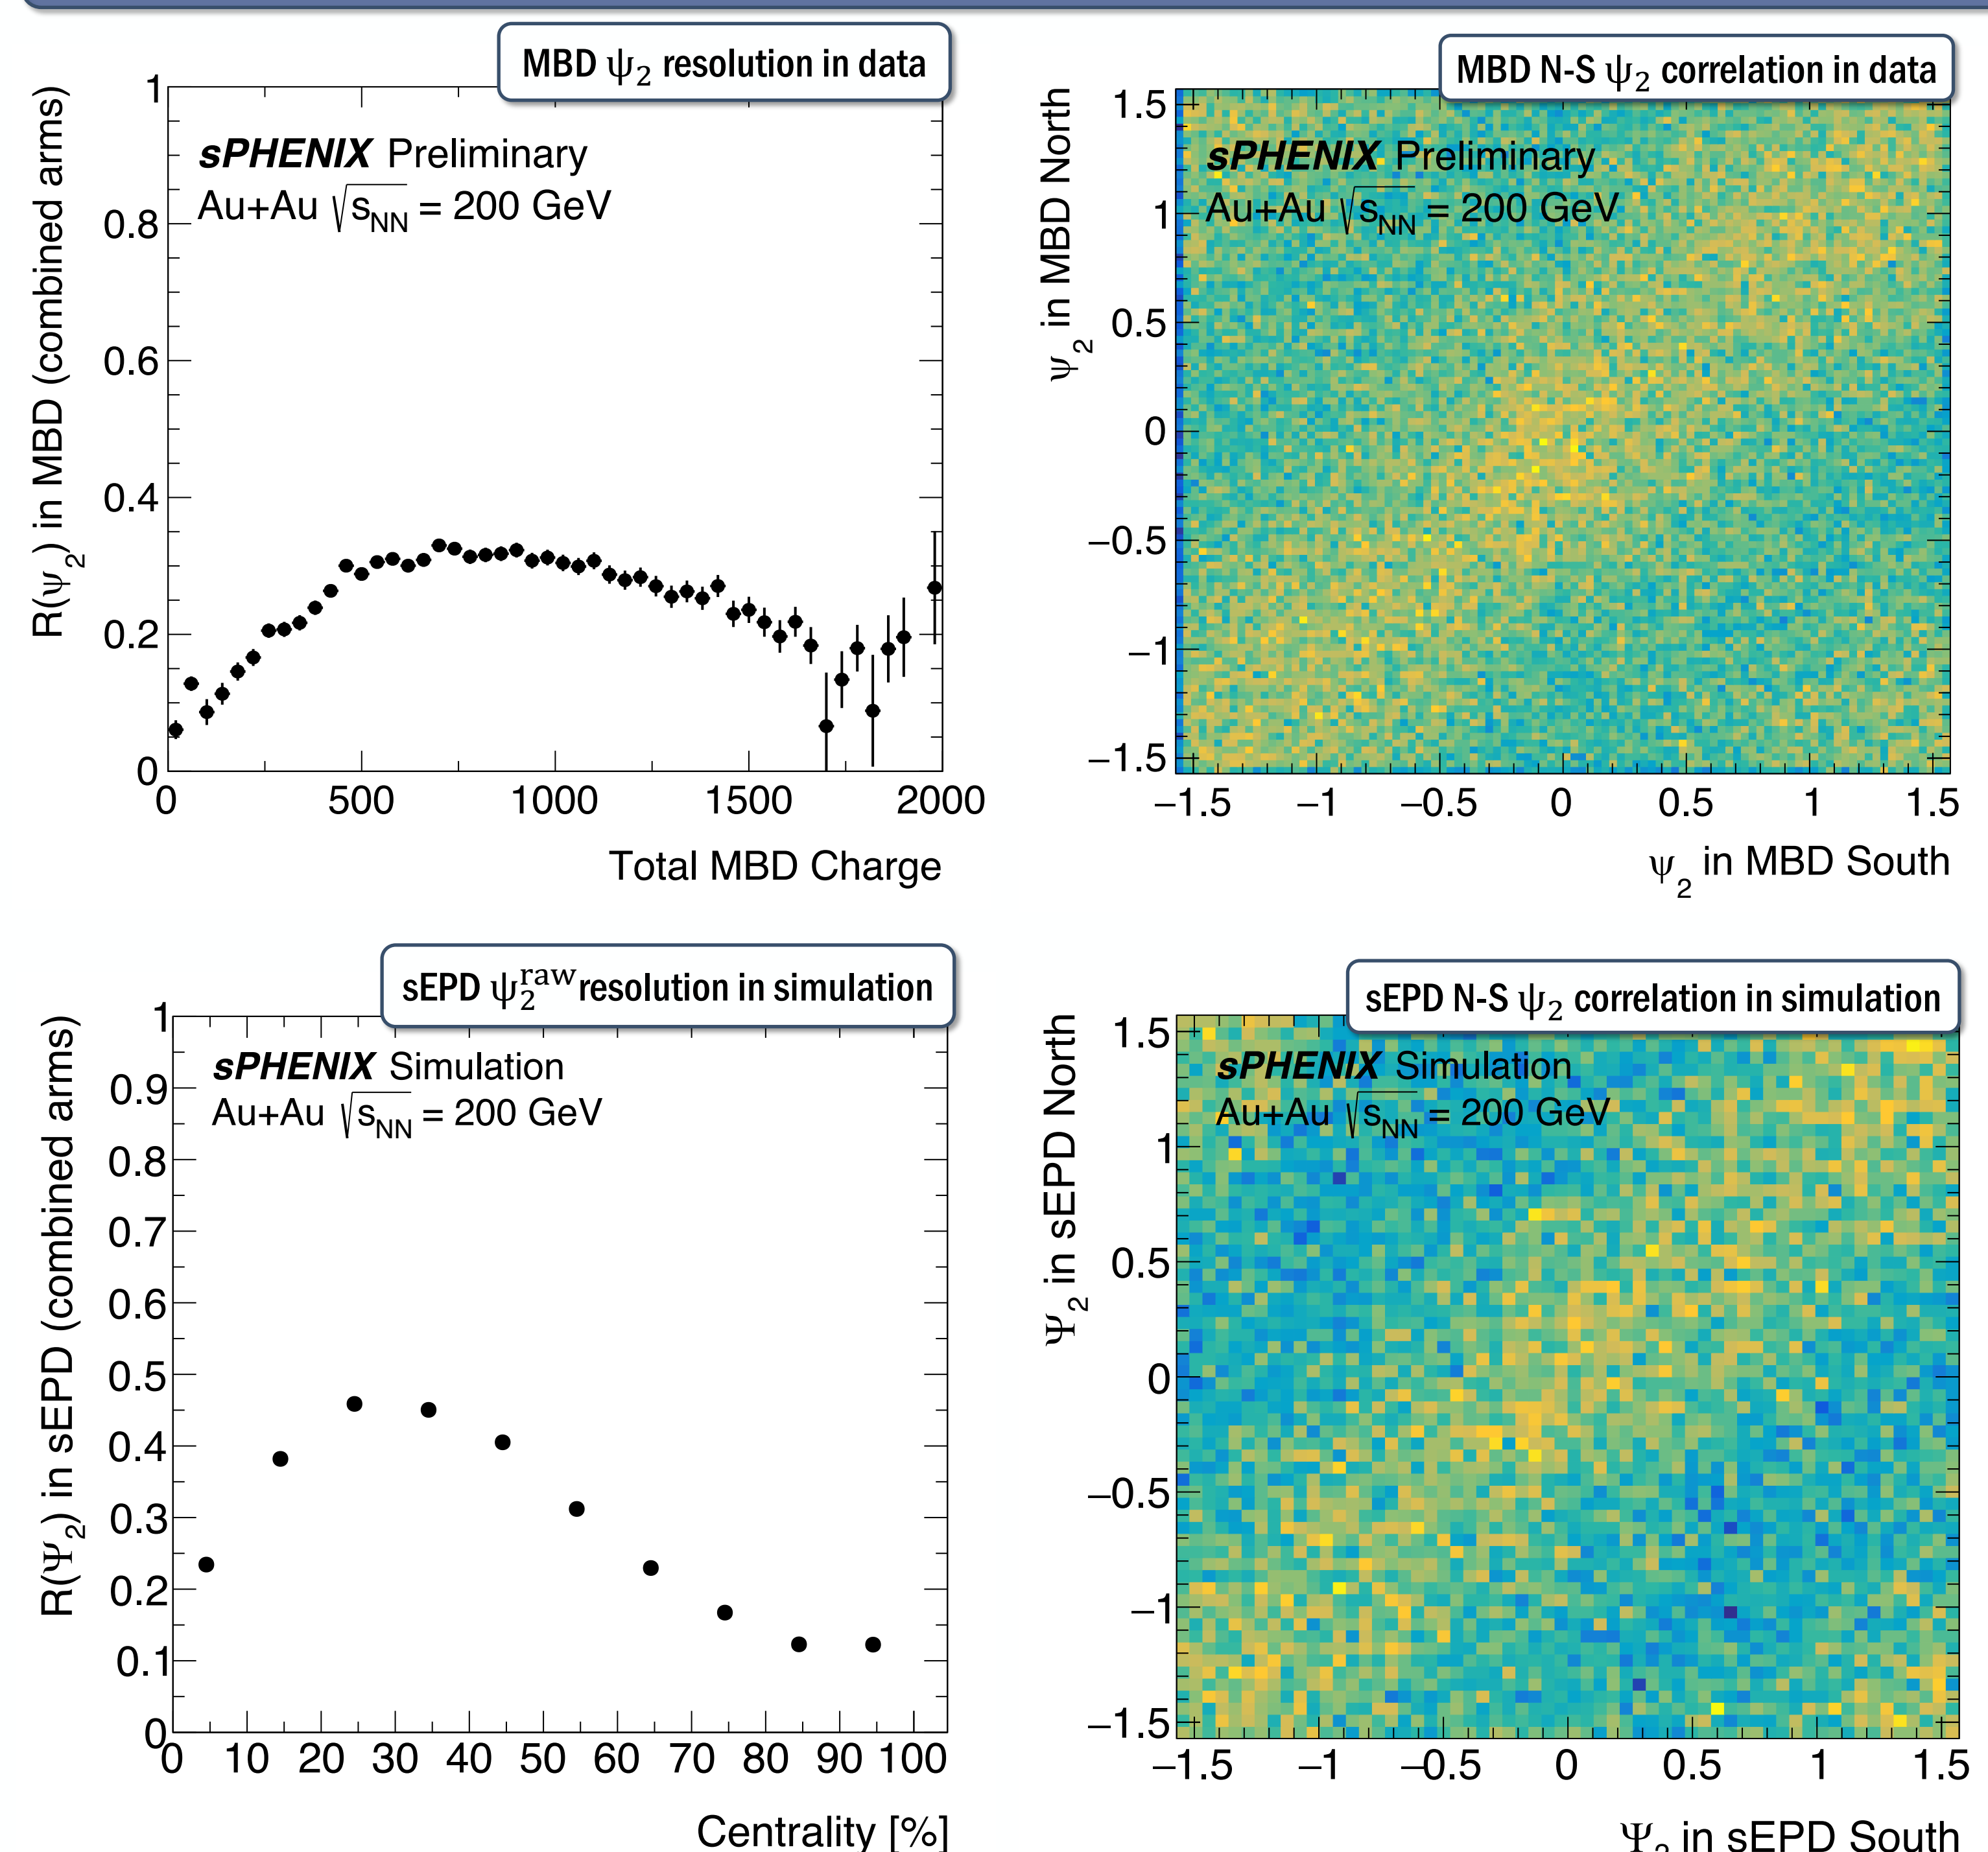 MBD ψ₂ resolution in data
R(ψ₂) in MBD (combined arms)
1
0.8
0.6
0.4
0.2
0
sPHENIX Preliminary
Au+Au √sNN = 200 GeV
0 500 1000 1500 2000
Total MBD Charge
MBD N-S ψ₂ correlation in data
ψ₂ in MBD North
1.5
1
0.5
0
−0.5
−1
−1.5
sPHENIX Preliminary
Au+Au √sNN = 200 GeV
−1.5 −1 −0.5 0 0.5 1 1.5
ψ₂ in MBD South
sEPD ψ₂ʳᵃʷ resolution in simulation
R(Ψ₂) in sEPD (combined arms)
1
0.9
0.8
0.7
0.6
0.5
0.4
0.3
0.2
0.1
0
sPHENIX Simulation
Au+Au √sNN = 200 GeV
0 10 20 30 40 50 60 70 80 90 100
Centrality [%]
sEPD N-S ψ₂ correlation in simulation
Ψ₂ in sEPD North
1.5
1
0.5
0
−0.5
−1
−1.5
sPHENIX Simulation
Au+Au √sNN = 200 GeV
−1.5 −1 −0.5 0 0.5 1 1.5
Ψ₂ in sEPD South